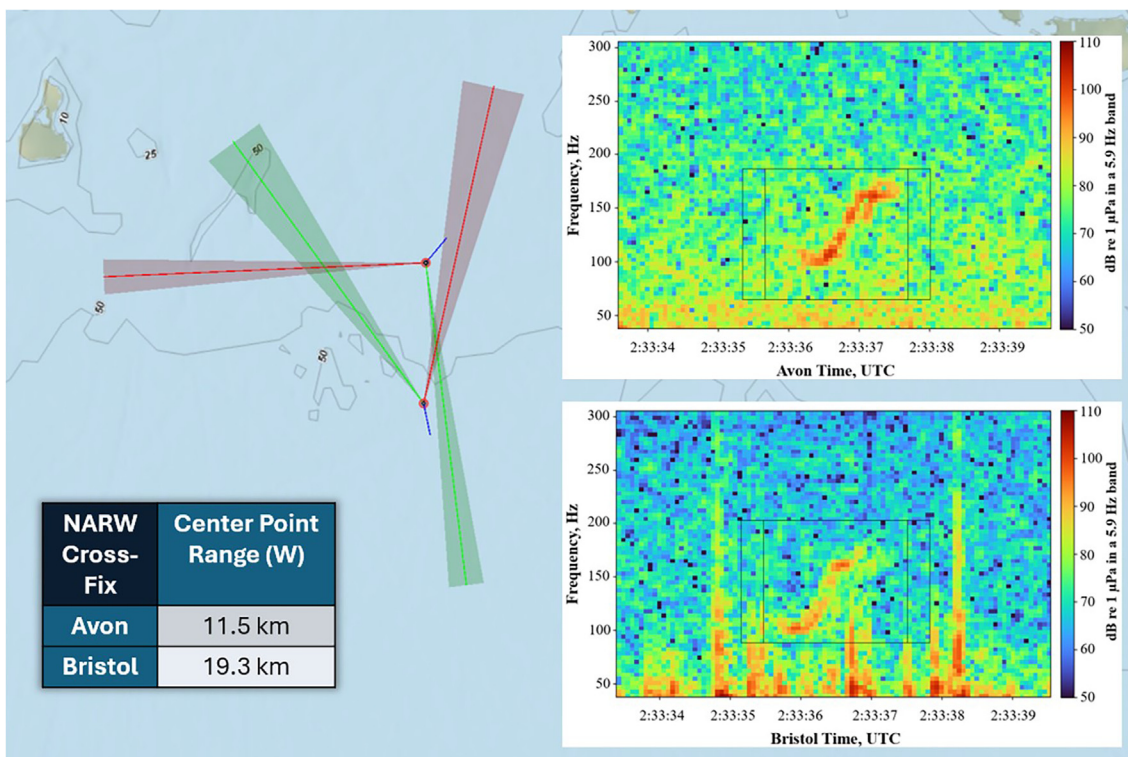 10
25
50
50
50
NARW
Cross-
Fix
Center Point
Range (W)
Avon
11.5 km
Bristol
19.3 km
Frequency, Hz
300
250
200
150
100
50
2:33:34 2:33:35 2:33:36 2:33:37 2:33:38 2:33:39
Avon Time, UTC
110
100
90
80
70
60
50
dB re 1 µPa in a 5.9 Hz band
Frequency, Hz
300
250
200
150
100
50
2:33:34 2:33:35 2:33:36 2:33:37 2:33:38 2:33:39
Bristol Time, UTC
110
100
90
80
70
60
50
dB re 1 µPa in a 5.9 Hz band